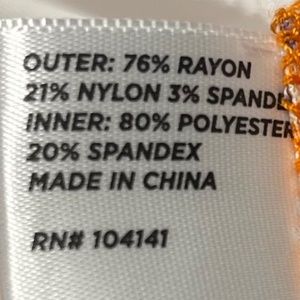 OUTER: 76% RAYON
21% NYLON 3% SPANDE
INNER: 80% POLYESTER
20% SPANDEX
MADE IN CHINA
RN# 104141